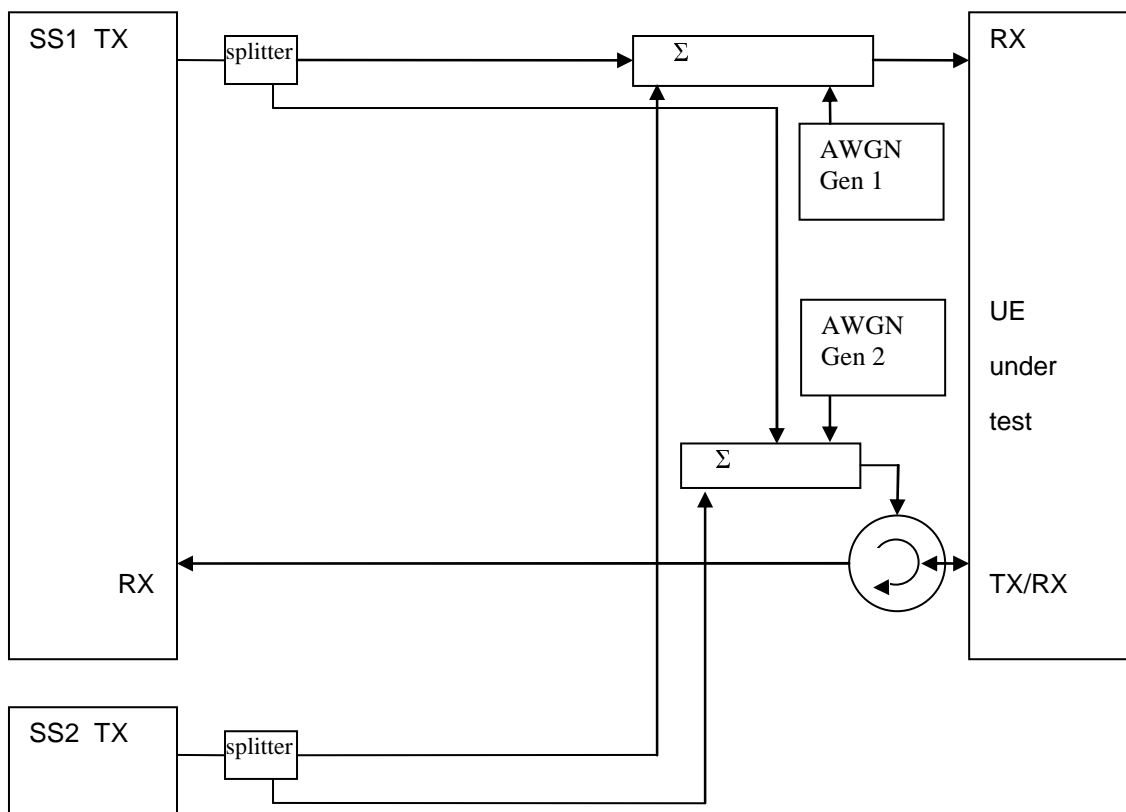 SS1 TX
splitter
Σ
RX
AWGN
Gen 1
AWGN
Gen 2
UE
under
test
Σ
RX
TX/RX
SS2 TX
splitter